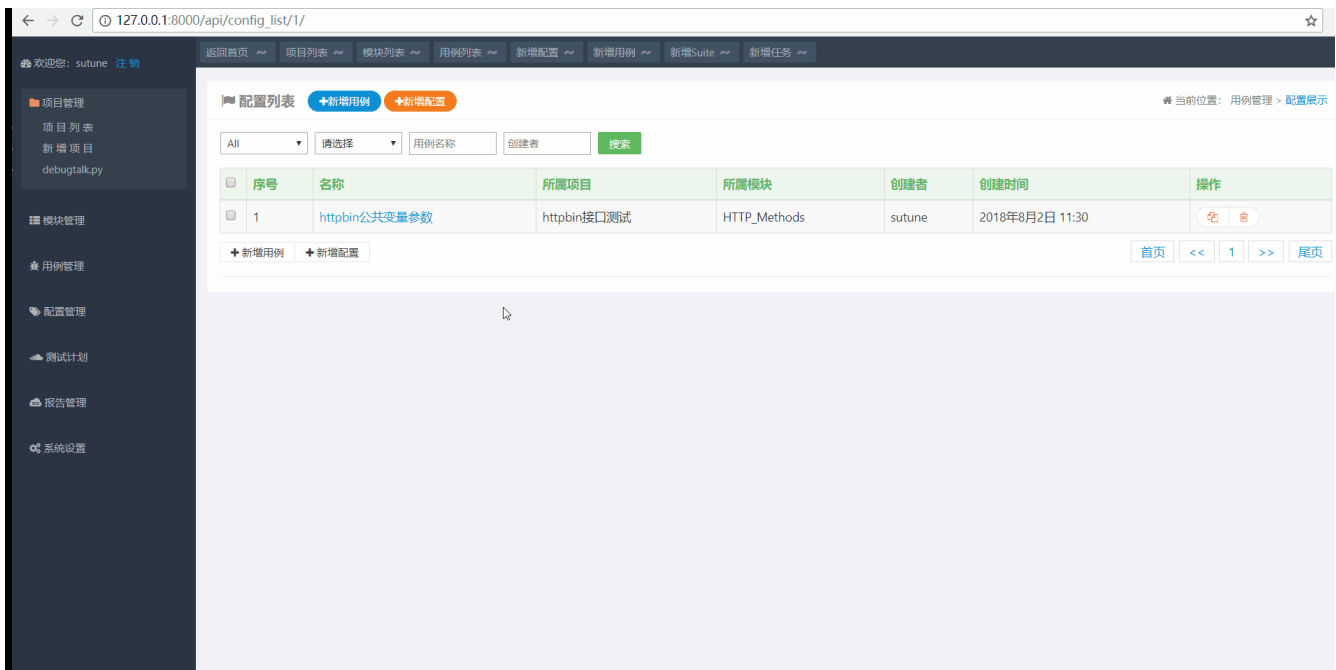 127.0.0.1:8000/api/config_list/1/
欢迎您：sutune 注销
返回首页 项目列表 模块列表 用例列表 新增配置 新增用例 新增Suite 新增任务
项目管理
项目列表
新增项目
debugtalk.py
模块管理
用例管理
配置管理
测试计划
报告管理
系统设置
配置列表 +新增用例 +新增配置 当前位置： 用例管理 > 配置展示
All 请选择 用例名称 创建者 搜索
序号 名称 所属项目 所属模块 创建者 创建时间 操作
1 httpbin公共变量参数 httpbin接口测试 HTTP_Methods sutune 2018年8月2日 11:30
+新增用例 +新增配置 首页 << 1 >> 尾页